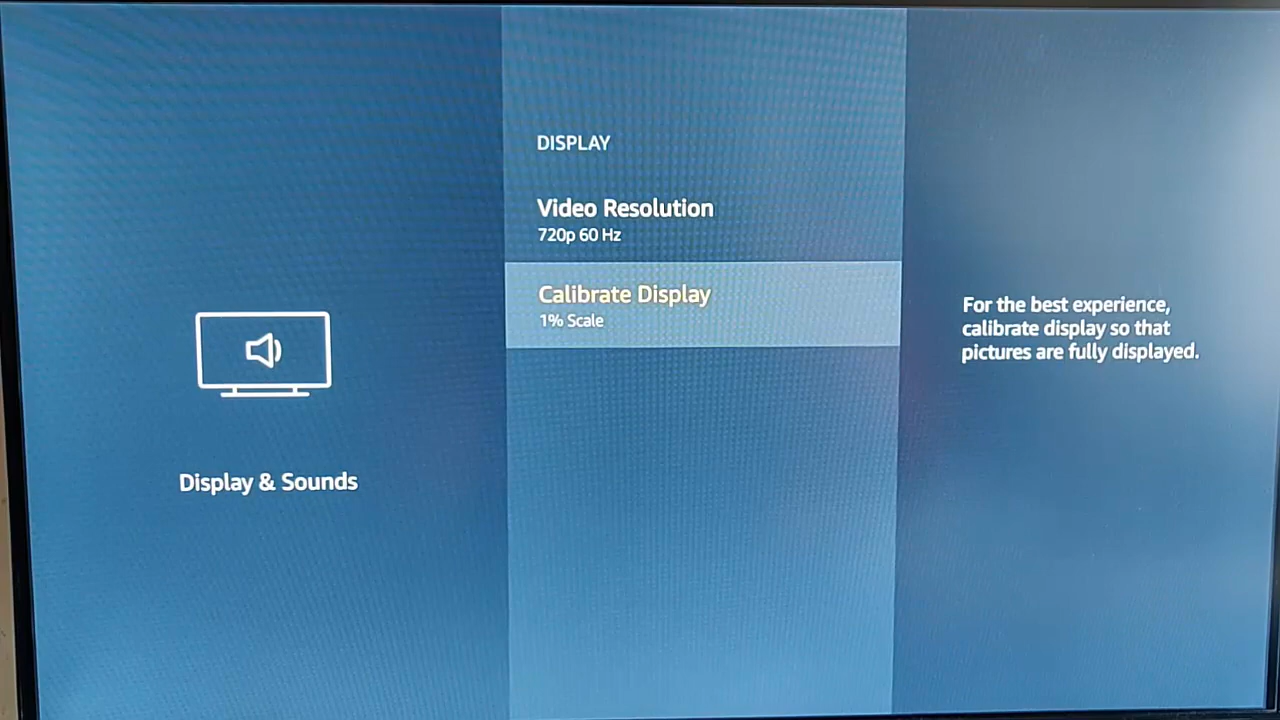 DISPLAY
Video Resolution
720p 60 Hz
Calibrate Display
1% Scale
Display & Sounds
For the best experience,
calibrate display so that
pictures are fully displayed.